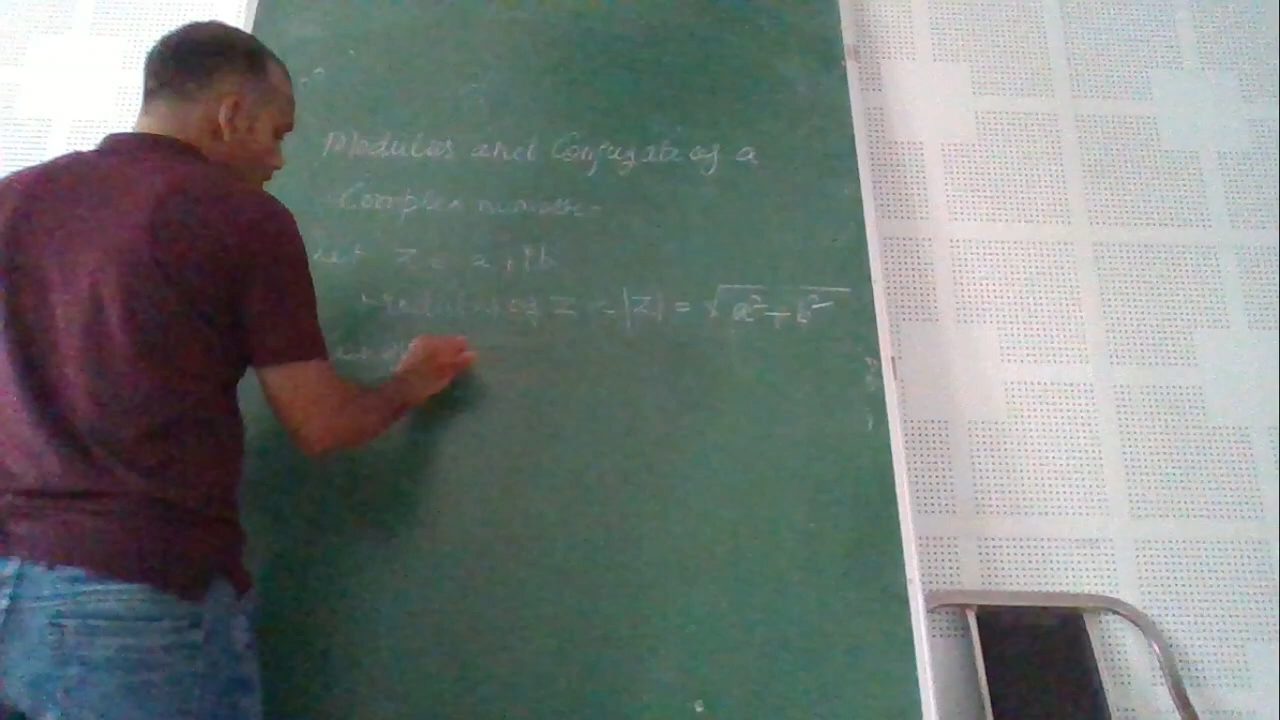 Modulus and Conjugate of a
Complex number
Let Z = a + ib
Modulus of Z = |Z| = √a² + b²